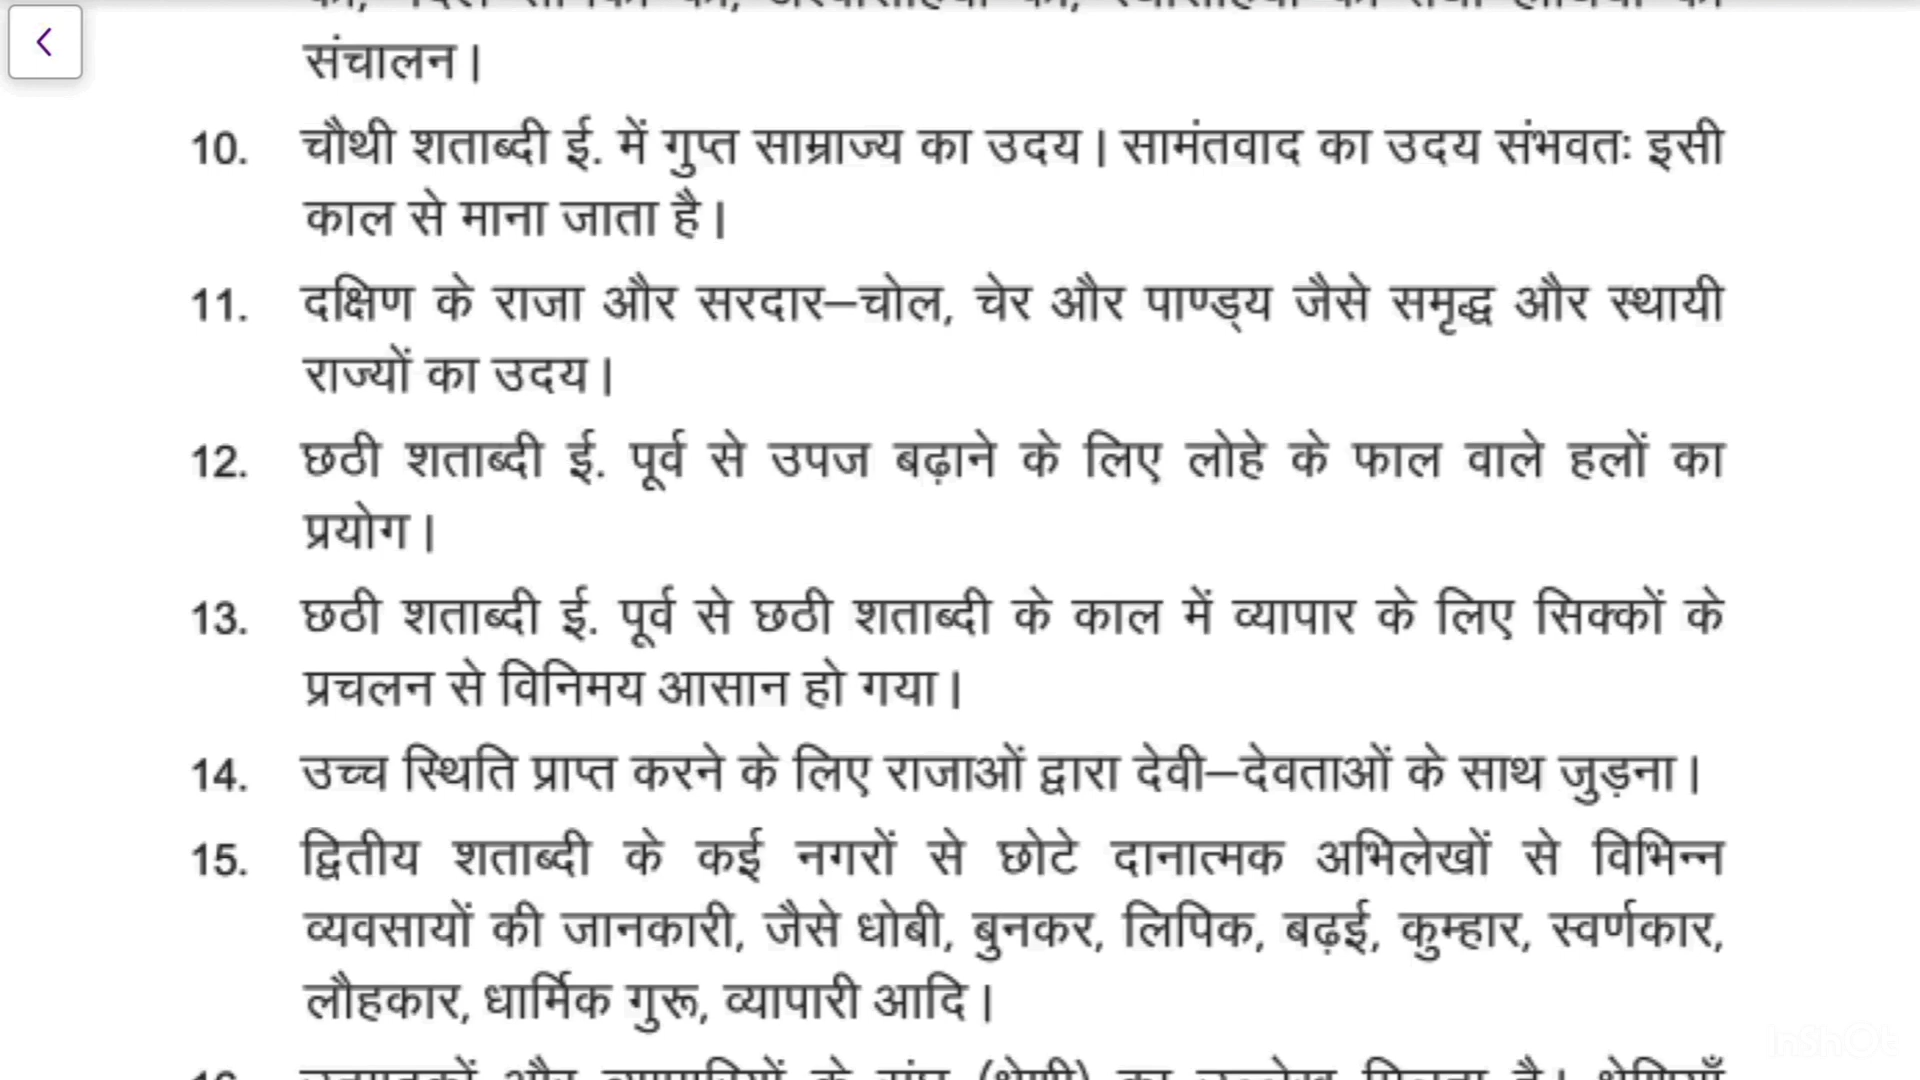 संचालन।
10. चौथी शताब्दी ई. में गुप्त साम्राज्य का उदय। सामंतवाद का उदय संभवतः इसी
काल से माना जाता है।
11. दक्षिण के राजा और सरदार–चोल, चेर और पाण्ड्य जैसे समृद्ध और स्थायी
राज्यों का उदय।
12. छठी शताब्दी ई. पूर्व से उपज बढ़ाने के लिए लोहे के फाल वाले हलों का
प्रयोग।
13. छठी शताब्दी ई. पूर्व से छठी शताब्दी के काल में व्यापार के लिए सिक्कों के
प्रचलन से विनिमय आसान हो गया।
14. उच्च स्थिति प्राप्त करने के लिए राजाओं द्वारा देवी–देवताओं के साथ जुड़ना।
15. द्वितीय शताब्दी के कई नगरों से छोटे दानात्मक अभिलेखों से विभिन्न
व्यवसायों की जानकारी, जैसे धोबी, बुनकर, लिपिक, बढ़ई, कुम्हार, स्वर्णकार,
लौहकार, धार्मिक गुरू, व्यापारी आदि।
InShOt